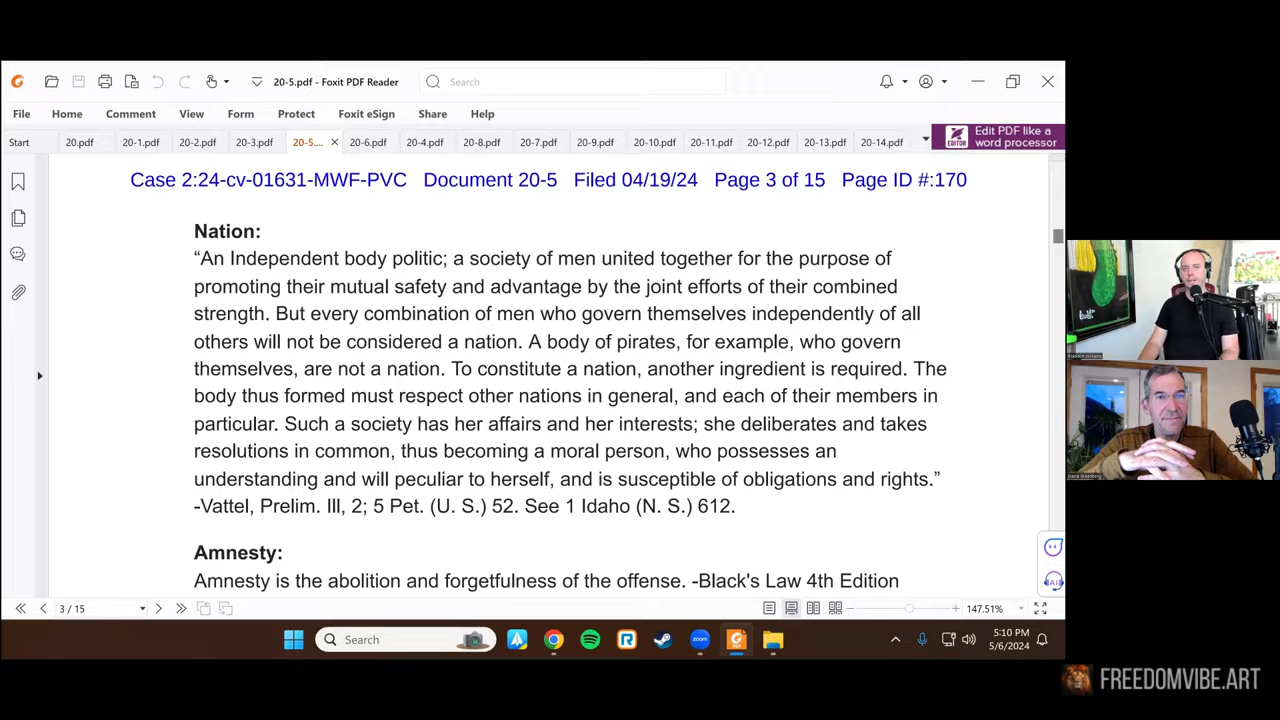 20-5.pdf - Foxit PDF Reader
Search
File Home Comment View Form Protect Foxit eSign Share Help
Start 20.pdf 20-1.pdf 20-2.pdf 20-3.pdf 20-5.... 20-6.pdf 20-4.pdf 20-8.pdf 20-7.pdf 20-9.pdf 20-10.pdf 20-11.pdf 20-12.pdf 20-13.pdf 20-14.pdf
EDITOR
Edit PDF like a
word processor
Case 2:24-cv-01631-MWF-PVC Document 20-5 Filed 04/19/24 Page 3 of 15 Page ID #:170
Nation:
“An Independent body politic; a society of men united together for the purpose of
promoting their mutual safety and advantage by the joint efforts of their combined
strength. But every combination of men who govern themselves independently of all
others will not be considered a nation. A body of pirates, for example, who govern
themselves, are not a nation. To constitute a nation, another ingredient is required. The
body thus formed must respect other nations in general, and each of their members in
particular. Such a society has her affairs and her interests; she deliberates and takes
resolutions in common, thus becoming a moral person, who possesses an
understanding and will peculiar to herself, and is susceptible of obligations and rights.”
-Vattel, Prelim. III, 2; 5 Pet. (U. S.) 52. See 1 Idaho (N. S.) 612.
Amnesty:
Amnesty is the abolition and forgetfulness of the offense. -Black's Law 4th Edition
3 / 15
147.51%
Search
zoom
5:10 PM
5/6/2024
David Greenberg
FREEDOMVIBE.ART